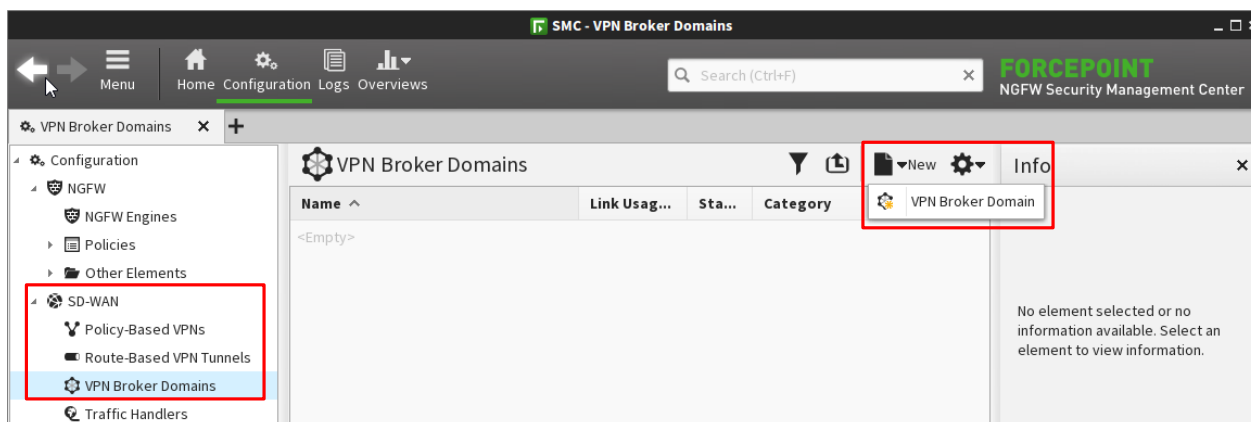 SMC - VPN Broker Domains
Menu
Home Configuration Logs Overviews
Search (Ctrl+F)
FORCEPOINT
NGFW Security Management Center
VPN Broker Domains
Configuration
NGFW
NGFW Engines
Policies
Other Elements
SD-WAN
Policy-Based VPNs
Route-Based VPN Tunnels
VPN Broker Domains
Traffic Handlers
VPN Broker Domains
New
Name
Link Usag...
Sta...
Category
<Empty>
VPN Broker Domain
Info
No element selected or no
information available. Select an
element to view information.